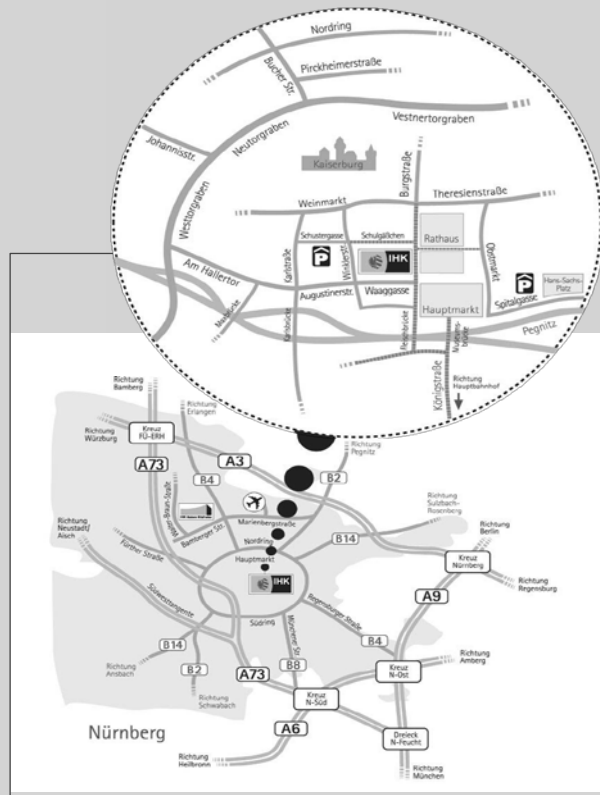 Nordring
Bucher Str.
Pirckheimerstraße
Vestnertorgraben
Neutorgraben
Johannisstr.
Kaiserburg
Burgstraße
Westtorgraben
Weinmarkt
Theresienstraße
Schustergasse
Schulgäßchen
Rathaus
Karlstraße
P
Winklerstr.
IHK
Obstmarkt
Am Hallertor
Augustinerstr.
Waaggasse
Hauptmarkt
P
Hans-Sachs-
Platz
Spitalgasse
Maxbrücke
Karlsbrücke
Fleischbrücke
Museums-
brücke
Pegnitz
Königstraße
Richtung
Hauptbahnhof
Richtung
Bamberg
Richtung
Erlangen
Richtung
Würzburg
Kreuz
FÜ-ERH
Richtung
Pegnitz
A73
A3
B4
B2
Richtung
Sulzbach-
Rosenberg
Richtung
Neustadt/
Aisch
Fürther Straße
Bamberger Str.
Marienbergstraße
Nordring
Hauptmarkt
B14
Richtung
Berlin
Kreuz
Nürnberg
Richtung
Regensburg
IHK
A9
Südwesttangente
Südring
Regensburger Straße
Münchener Str.
B14
B4
Richtung
Ansbach
B2
B8
Richtung
Amberg
A73
Kreuz
N-Ost
Richtung
Schwabach
Kreuz
N-Süd
Nürnberg
A6
Dreieck
N-Feucht
Richtung
Heilbronn
Richtung
München